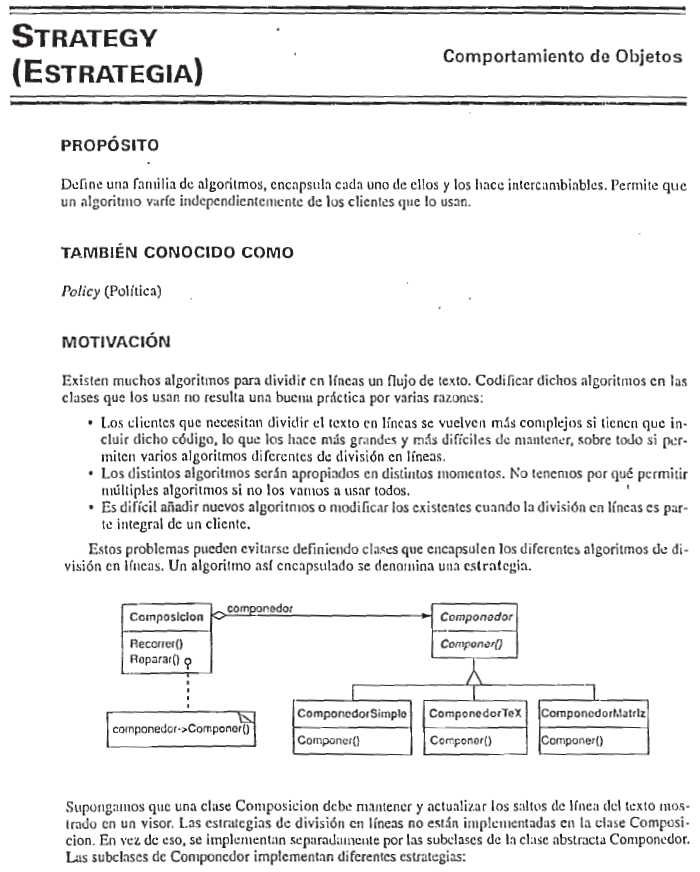 STRATEGY
(ESTRATEGIA)
Comportamiento de Objetos
PROPÓSITO
Define una familia de algoritmos, encapsula cada uno de ellos y los hace intercambiables. Permite que
un algoritmo varíe independientemente de los clientes que lo usan.
TAMBIÉN CONOCIDO COMO
Policy (Política)
MOTIVACIÓN
Existen muchos algoritmos para dividir en líneas un flujo de texto. Codificar dichos algoritmos en las
clases que los usan no resulta una buena práctica por varias razones:
• Los clientes que necesitan dividir el texto en líneas se vuelven más complejos si tienen que in-
cluir dicho código, lo que los hace más grandes y más difíciles de mantener, sobre todo si per-
miten varios algoritmos diferentes de división en líneas.
• Los distintos algoritmos serán apropiados en distintos momentos. No tenemos por qué permitir
múltiples algoritmos si no los vamos a usar todos.
• Es difícil añadir nuevos algoritmos o modificar los existentes cuando la división en líneas es par-
te integral de un cliente.
Estos problemas pueden evitarse definiendo clases que encapsulen los diferentes algoritmos de di-
visión en líneas. Un algoritmo así encapsulado se denomina una estrategia.
Composicion
componedor
Componedor
Recorrer()
Reparar()
Componer()
componedor->Componer()
ComponedorSimple
ComponedorTeX
ComponedorMatriz
Componer()
Componer()
Componer()
Supongamos que una clase Composicion debe mantener y actualizar los saltos de línea del texto mos-
trado en un visor. Las estrategias de división en líneas no están implementadas en la clase Composi-
cion. En vez de eso, se implementan separadamente por las subclases de la clase abstracta Componedor.
Las subclases de Componedor implementan diferentes estrategias: